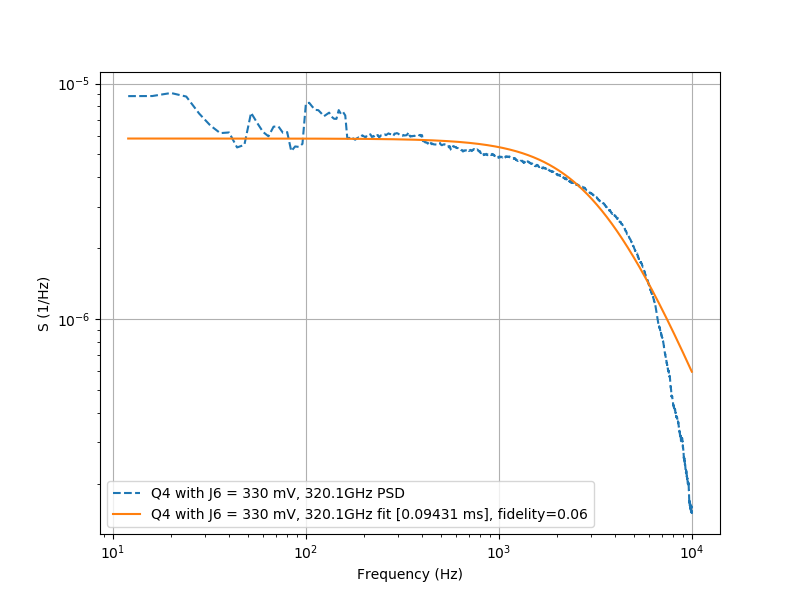 10⁻⁵
10⁻⁶
S (1/Hz)
Q4 with J6 = 330 mV, 320.1GHz PSD
Q4 with J6 = 330 mV, 320.1GHz fit [0.09431 ms], fidelity=0.06
10¹ 10² 10³ 10⁴
Frequency (Hz)